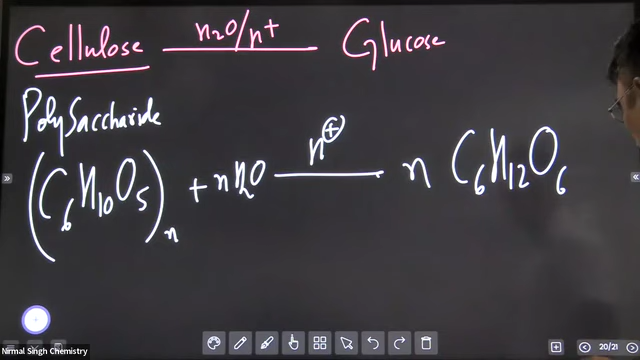 Cellulose H₂O/H⁺ Glucose
PolySaccharide
(C₆H₁₀O₅)ₙ + nH₂O H⊕ n C₆H₁₂O₆
Nirmal Singh Chemistry
20/21